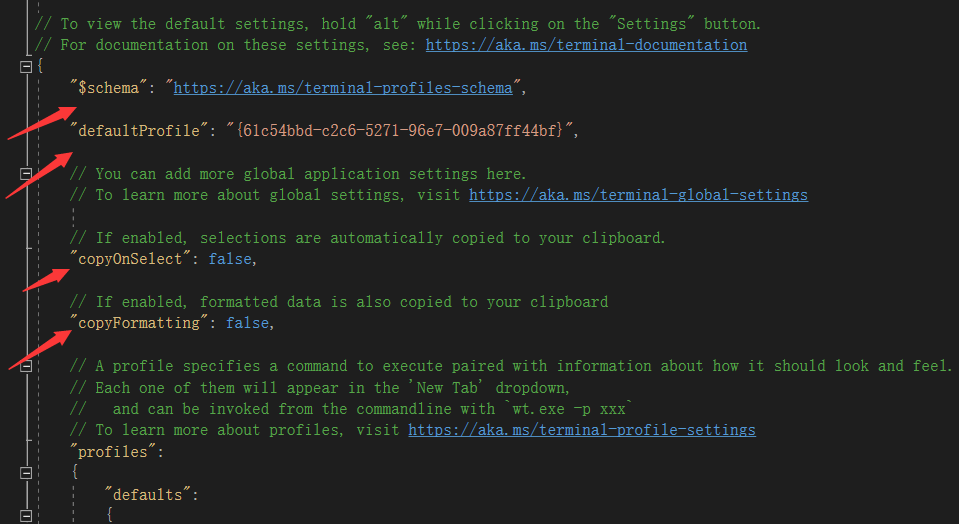 // To view the default settings, hold "alt" while clicking on the "Settings" button.
// For documentation on these settings, see: https://aka.ms/terminal-documentation
{
"$schema": "https://aka.ms/terminal-profiles-schema",
"defaultProfile": "{61c54bbd-c2c6-5271-96e7-009a87ff44bf}",
// You can add more global application settings here.
// To learn more about global settings, visit https://aka.ms/terminal-global-settings
// If enabled, selections are automatically copied to your clipboard.
"copyOnSelect": false,
// If enabled, formatted data is also copied to your clipboard
"copyFormatting": false,
// A profile specifies a command to execute paired with information about how it should look and feel.
// Each one of them will appear in the 'New Tab' dropdown,
//   and can be invoked from the commandline with `wt.exe -p xxx`
// To learn more about profiles, visit https://aka.ms/terminal-profile-settings
"profiles":
{
"defaults":
{